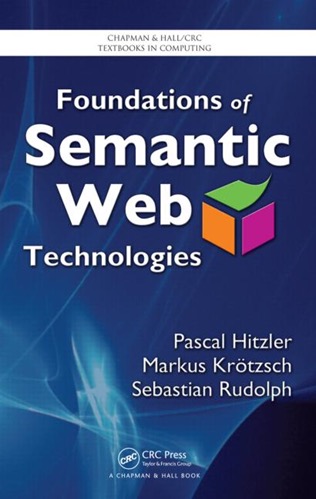 CHAPMAN & HALL/CRC
TEXTBOOKS IN COMPUTING
Foundations of
Semantic
Web
Technologies
Pascal Hitzler
Markus Krötzsch
Sebastian Rudolph
CRC Press
Taylor & Francis Group
A CHAPMAN & HALL BOOK